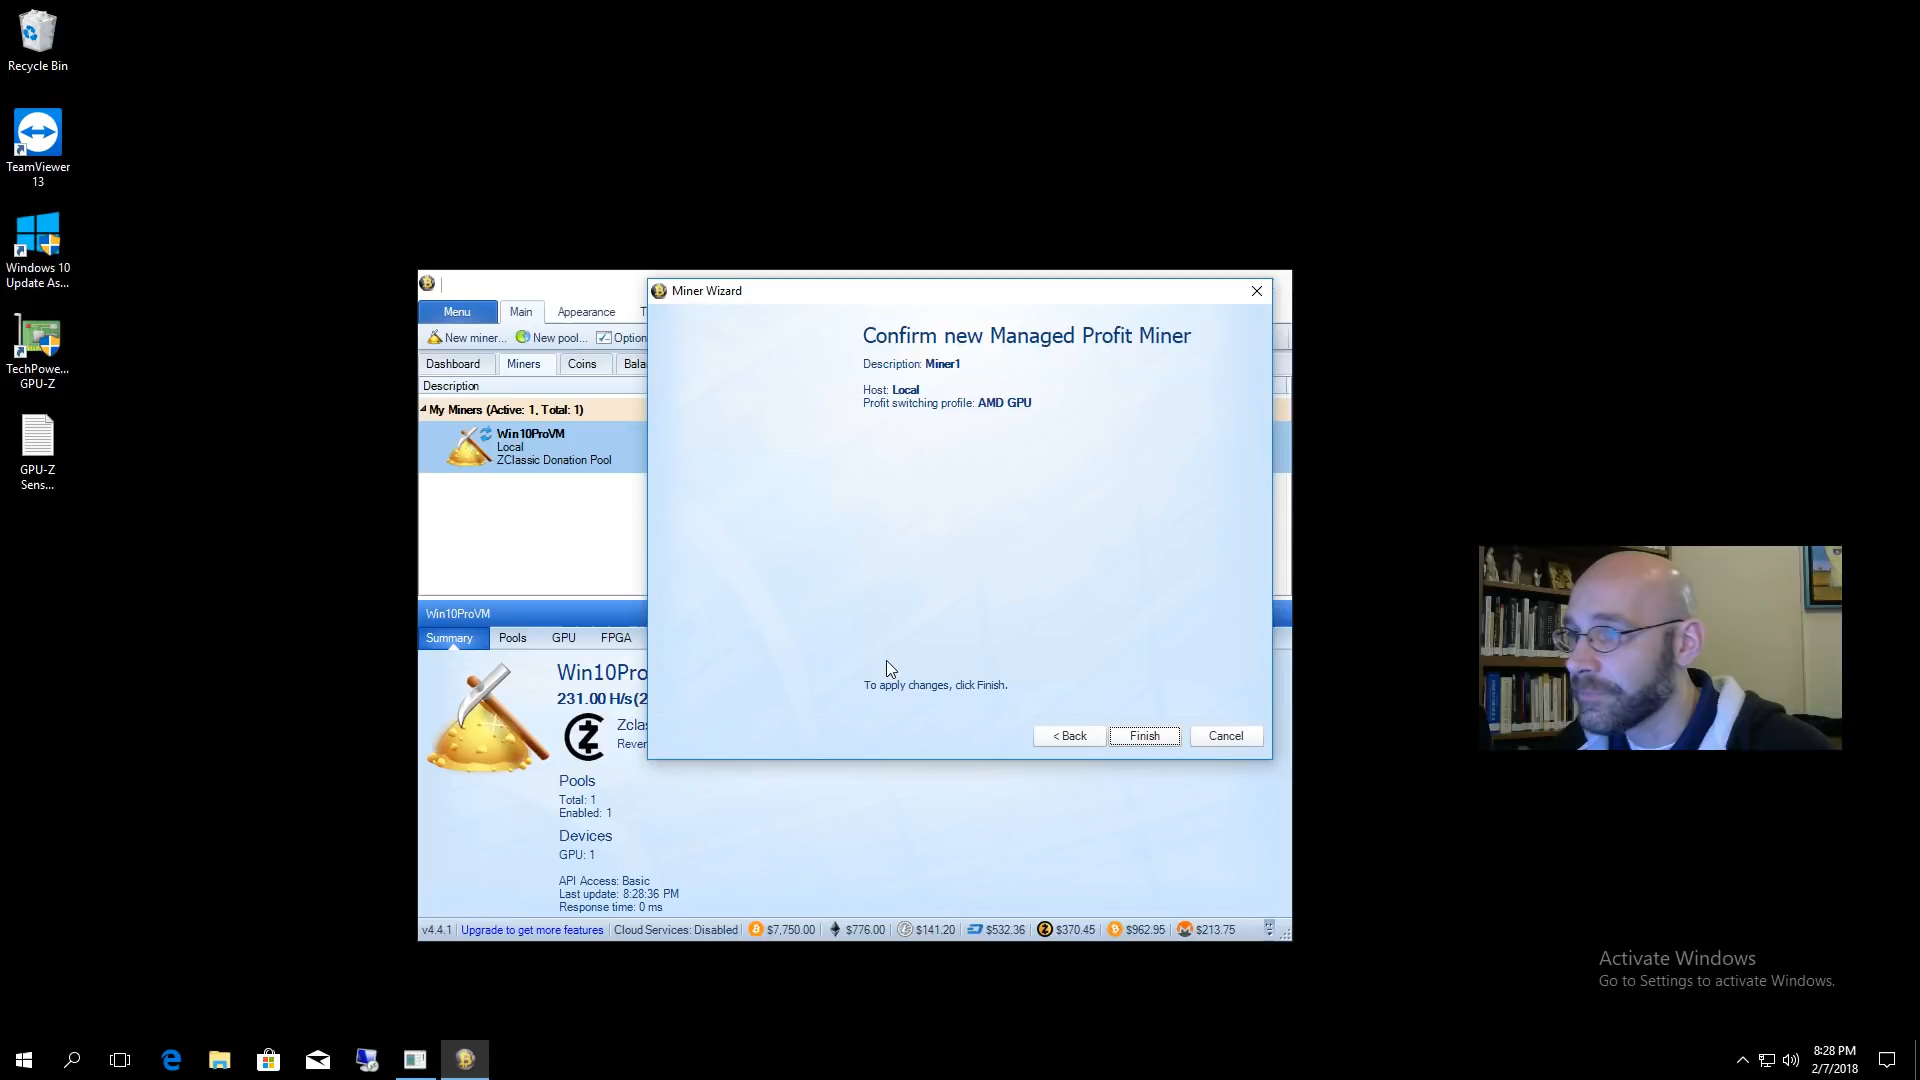 Recycle Bin
TeamViewer
13
Windows 10
Update As...
TechPowe...
GPU-Z
GPU-Z
Sens...
Menu
Main
Appearance
T
New miner...
New pool...
Option
Dashboard
Miners
Coins
Bala
Description
My Miners (Active: 1, Total: 1)
Win10ProVM
Local
ZClassic Donation Pool
Win10ProVM
Summary
Pools
GPU
FPGA
Win10Pro
231.00 H/s(2
Zclas
Rever
Pools
Total: 1
Enabled: 1
Devices
GPU: 1
API Access: Basic
Last update: 8:28:36 PM
Response time: 0 ms
v4.4.1
Upgrade to get more features
Cloud Services: Disabled
$7,750.00
$776.00
$141.20
$532.36
$370.45
$962.95
$213.75
Miner Wizard
Confirm new Managed Profit Miner
Description: Miner1
Host: Local
Profit switching profile: AMD GPU
To apply changes, click Finish.
< Back
Finish
Cancel
Activate Windows
Go to Settings to activate Windows.
8:28 PM
2/7/2018